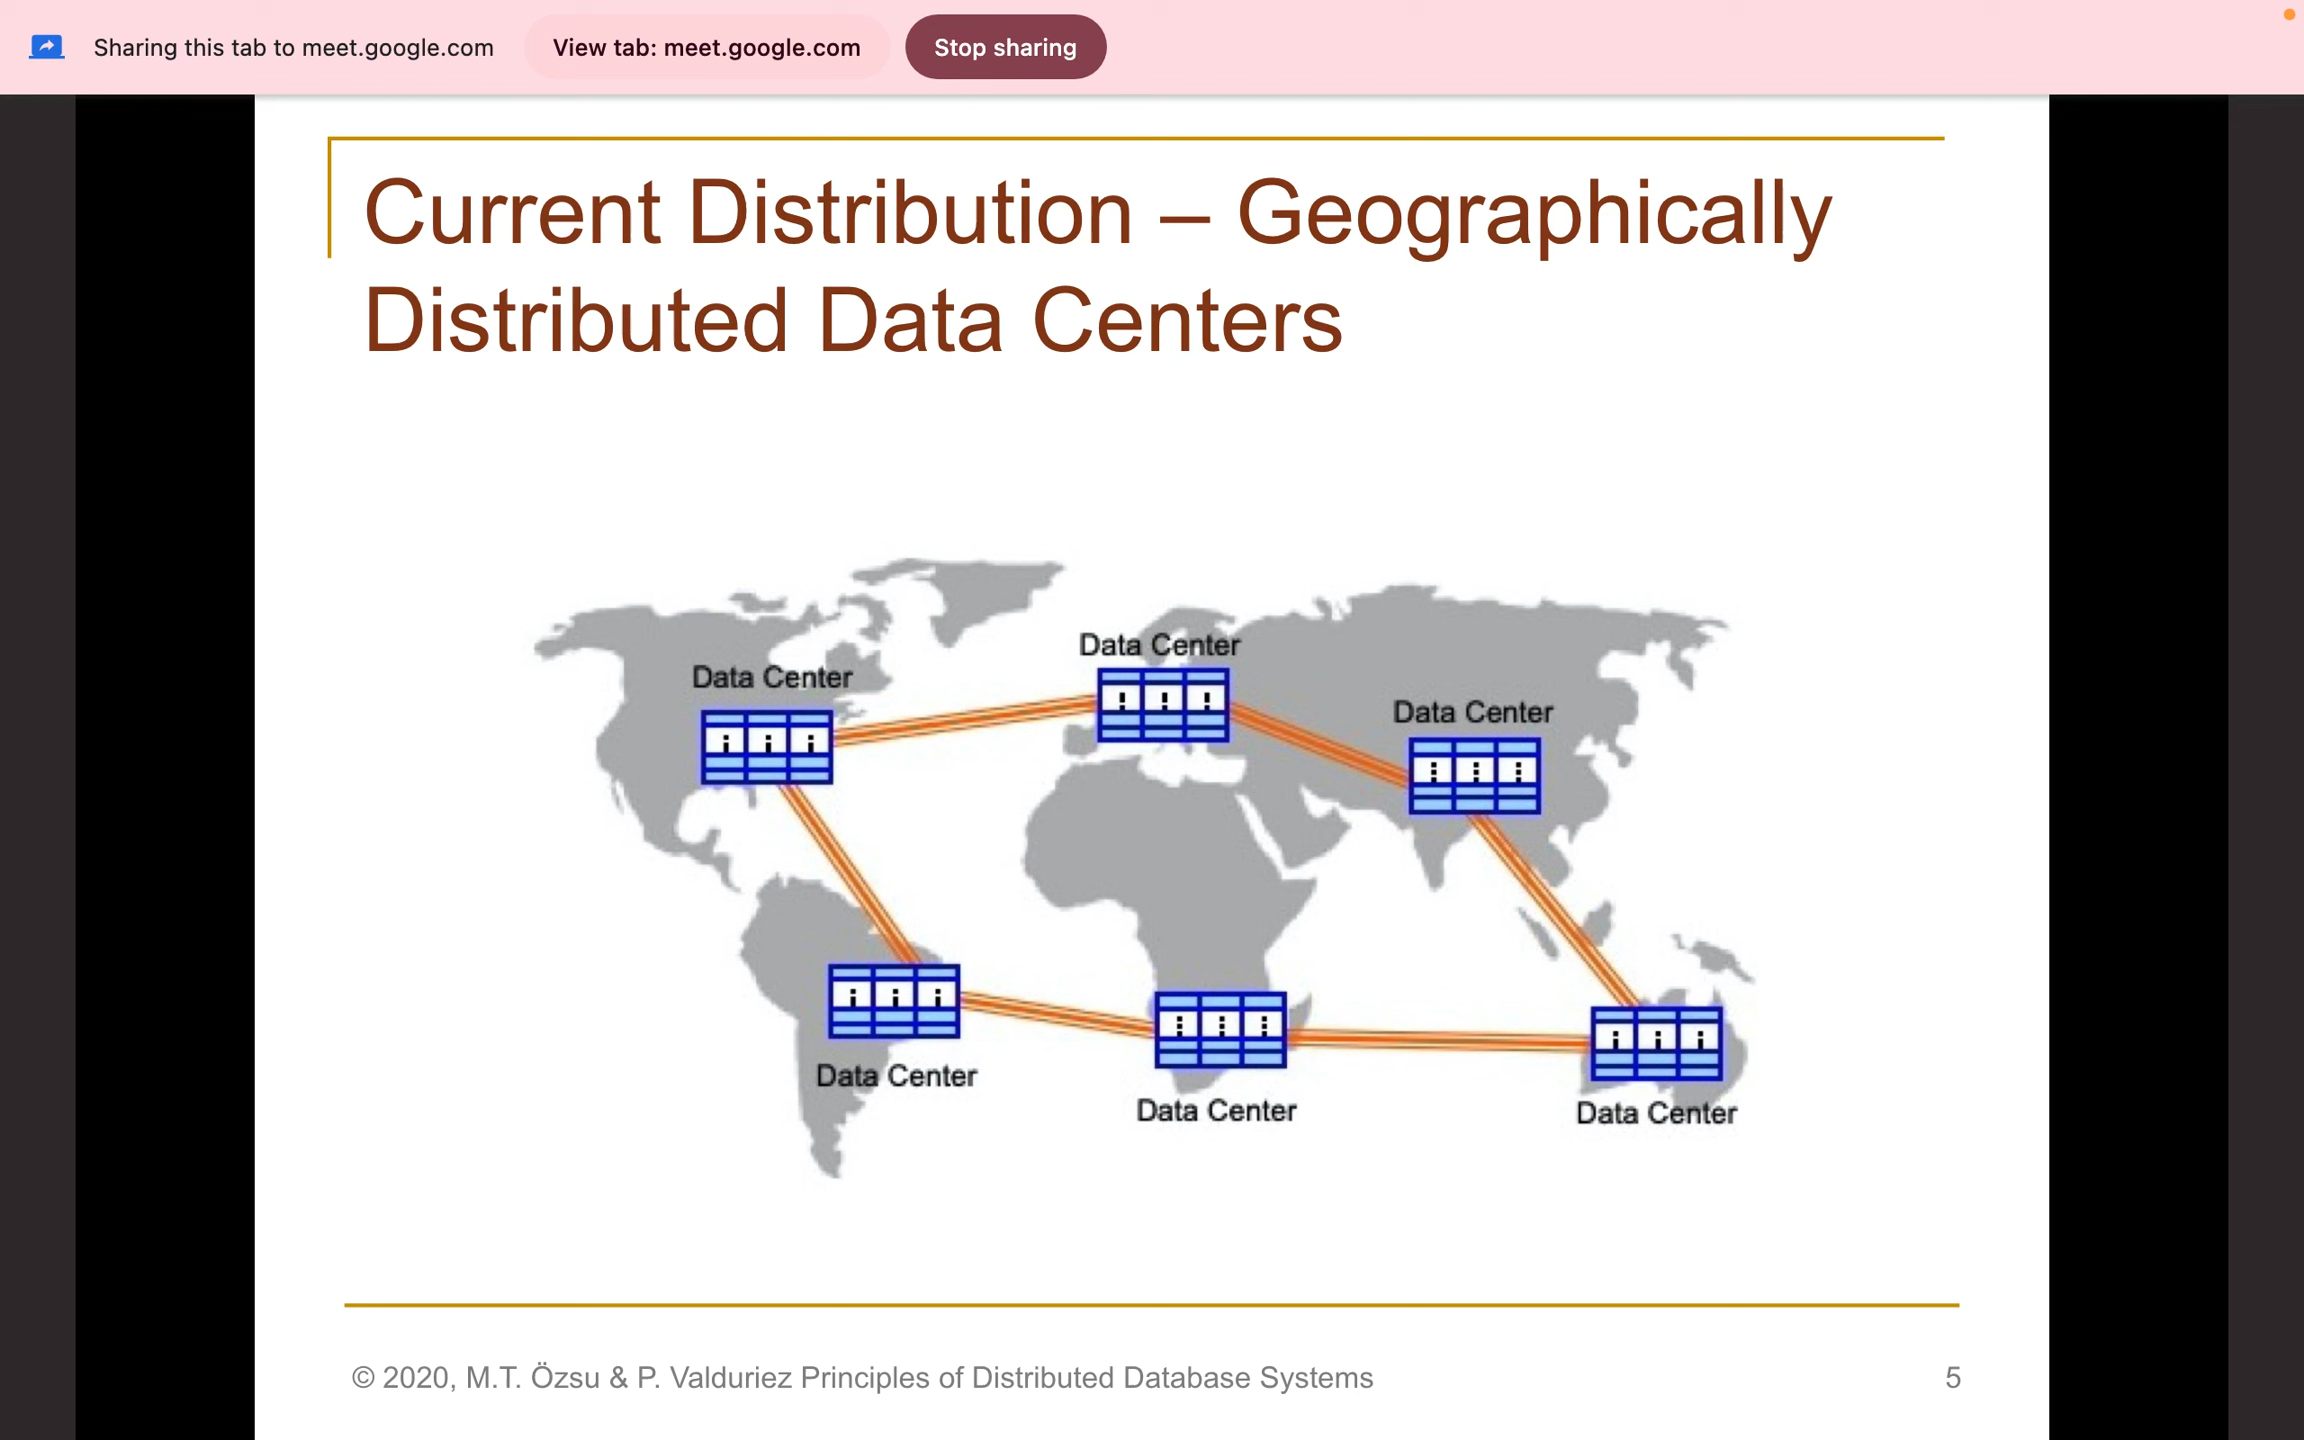 Sharing this tab to meet.google.com
View tab: meet.google.com
Stop sharing
Current Distribution – Geographically
Distributed Data Centers
Data Center
Data Center
Data Center
Data Center
Data Center
Data Center
© 2020, M.T. Özsu & P. Valduriez Principles of Distributed Database Systems
5